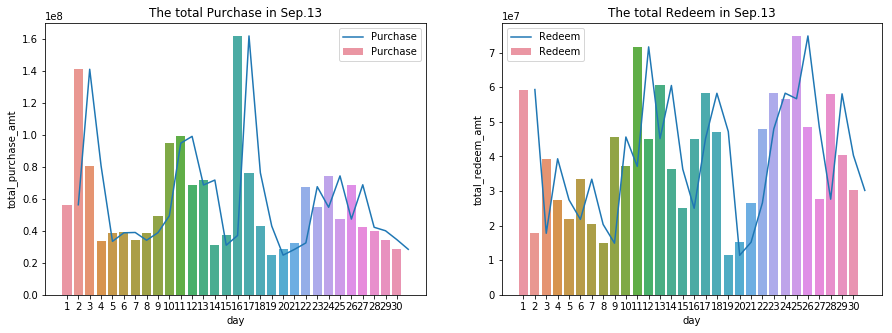 The total Purchase in Sep.13
1e8
Purchase
Purchase
1.6
1.4
1.2
1.0
0.8
0.6
0.4
0.2
0.0
total_purchase_amt
1 2 3 4 5 6 7 8 9 10 11 12 13 14 15 16 17 18 19 20 21 22 23 24 25 26 27 28 29 30
day
The total Redeem in Sep.13
1e7
Redeem
Redeem
7
6
5
4
3
2
1
0
total_redeem_amt
1 2 3 4 5 6 7 8 9 10 11 12 13 14 15 16 17 18 19 20 21 22 23 24 25 26 27 28 29 30
day